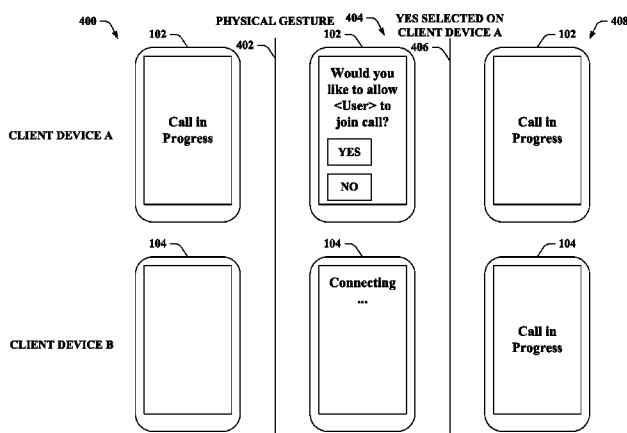 400
102
PHYSICAL GESTURE
402
102
404
YES SELECTED ON
CLIENT DEVICE A
406
102
408
CLIENT DEVICE A
Call in
Progress
Would you
like to allow
<User> to
join call?
YES
NO
Call in
Progress
104
104
104
CLIENT DEVICE B
Connecting
...
Call in
Progress